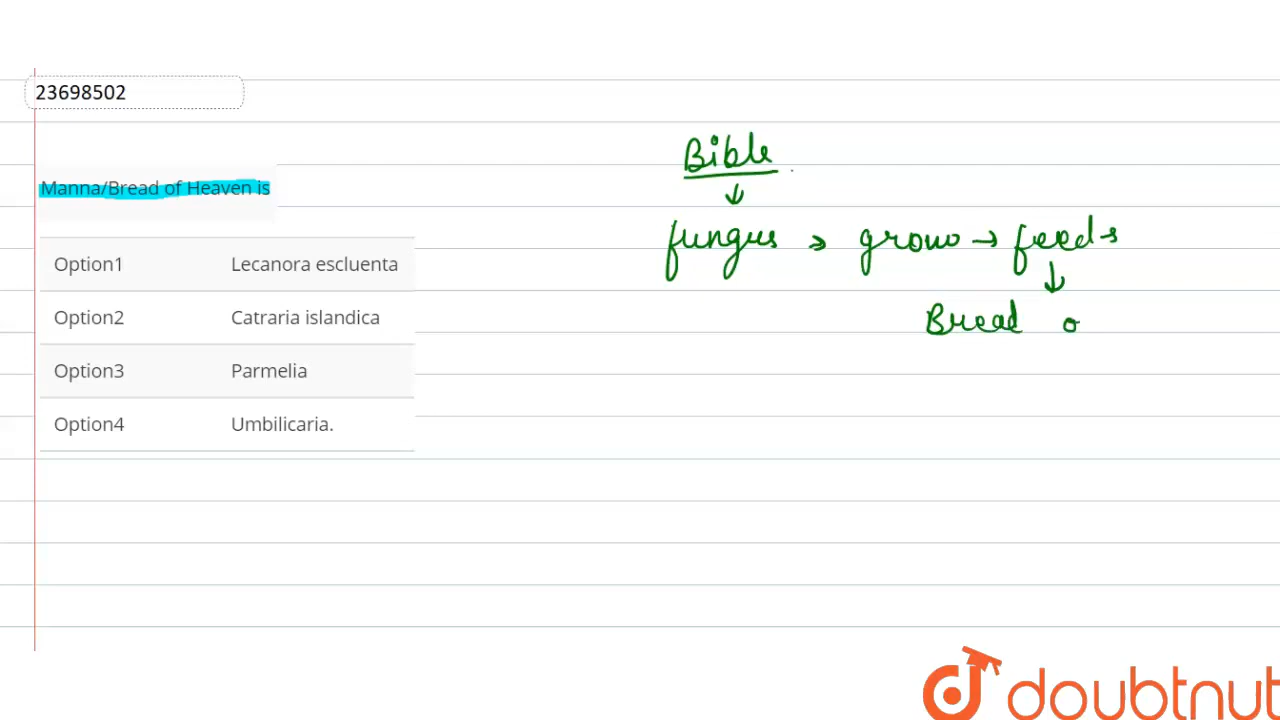 23698502
Manna/Bread of Heaven is
Option1 Lecanora escluenta
Option2 Catraria islandica
Option3 Parmelia
Option4 Umbilicaria.
Bible
fungus → grow → feeds
Bread o
doubtnut